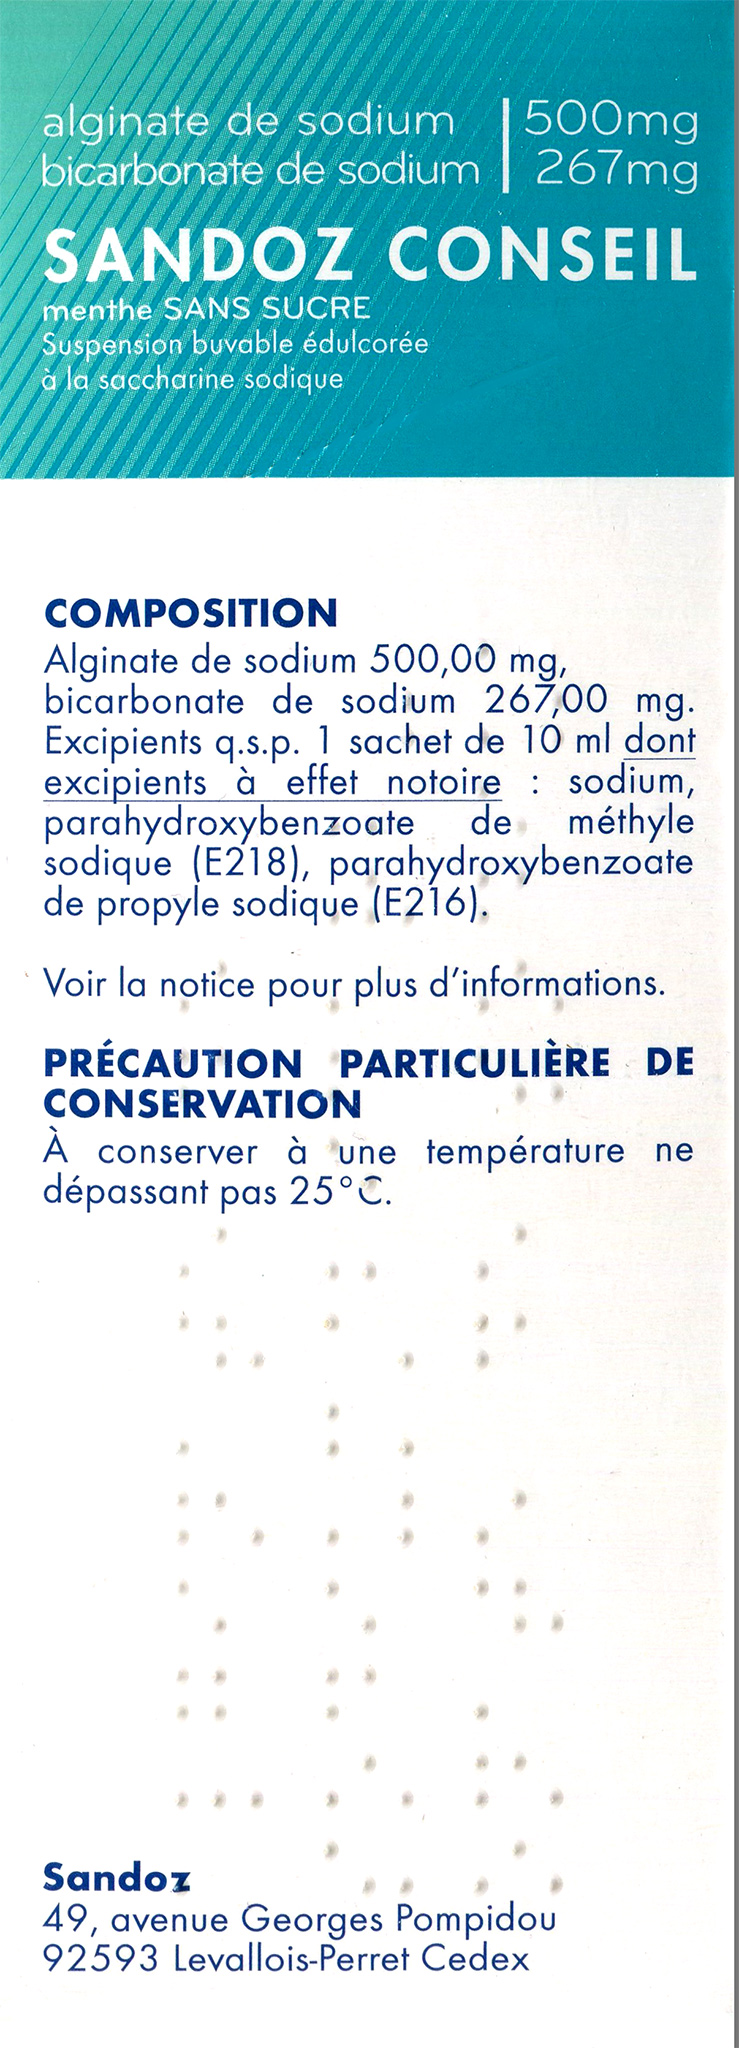 alginate de sodium 500mg
bicarbonate de sodium 267mg
SANDOZ CONSEIL
menthe SANS SUCRE
Suspension buvable édulcorée
à la saccharine sodique
COMPOSITION
Alginate de sodium 500,00 mg,
bicarbonate de sodium 267,00 mg.
Excipients q.s.p. 1 sachet de 10 ml dont
excipients à effet notoire : sodium,
parahydroxybenzoate de méthyle
sodique (E218), parahydroxybenzoate
de propyle sodique (E216).
Voir la notice pour plus d’informations.
PRÉCAUTION PARTICULIÈRE DE
CONSERVATION
À conserver à une température ne
dépassant pas 25°C.
Sandoz
49, avenue Georges Pompidou
92593 Levallois-Perret Cedex